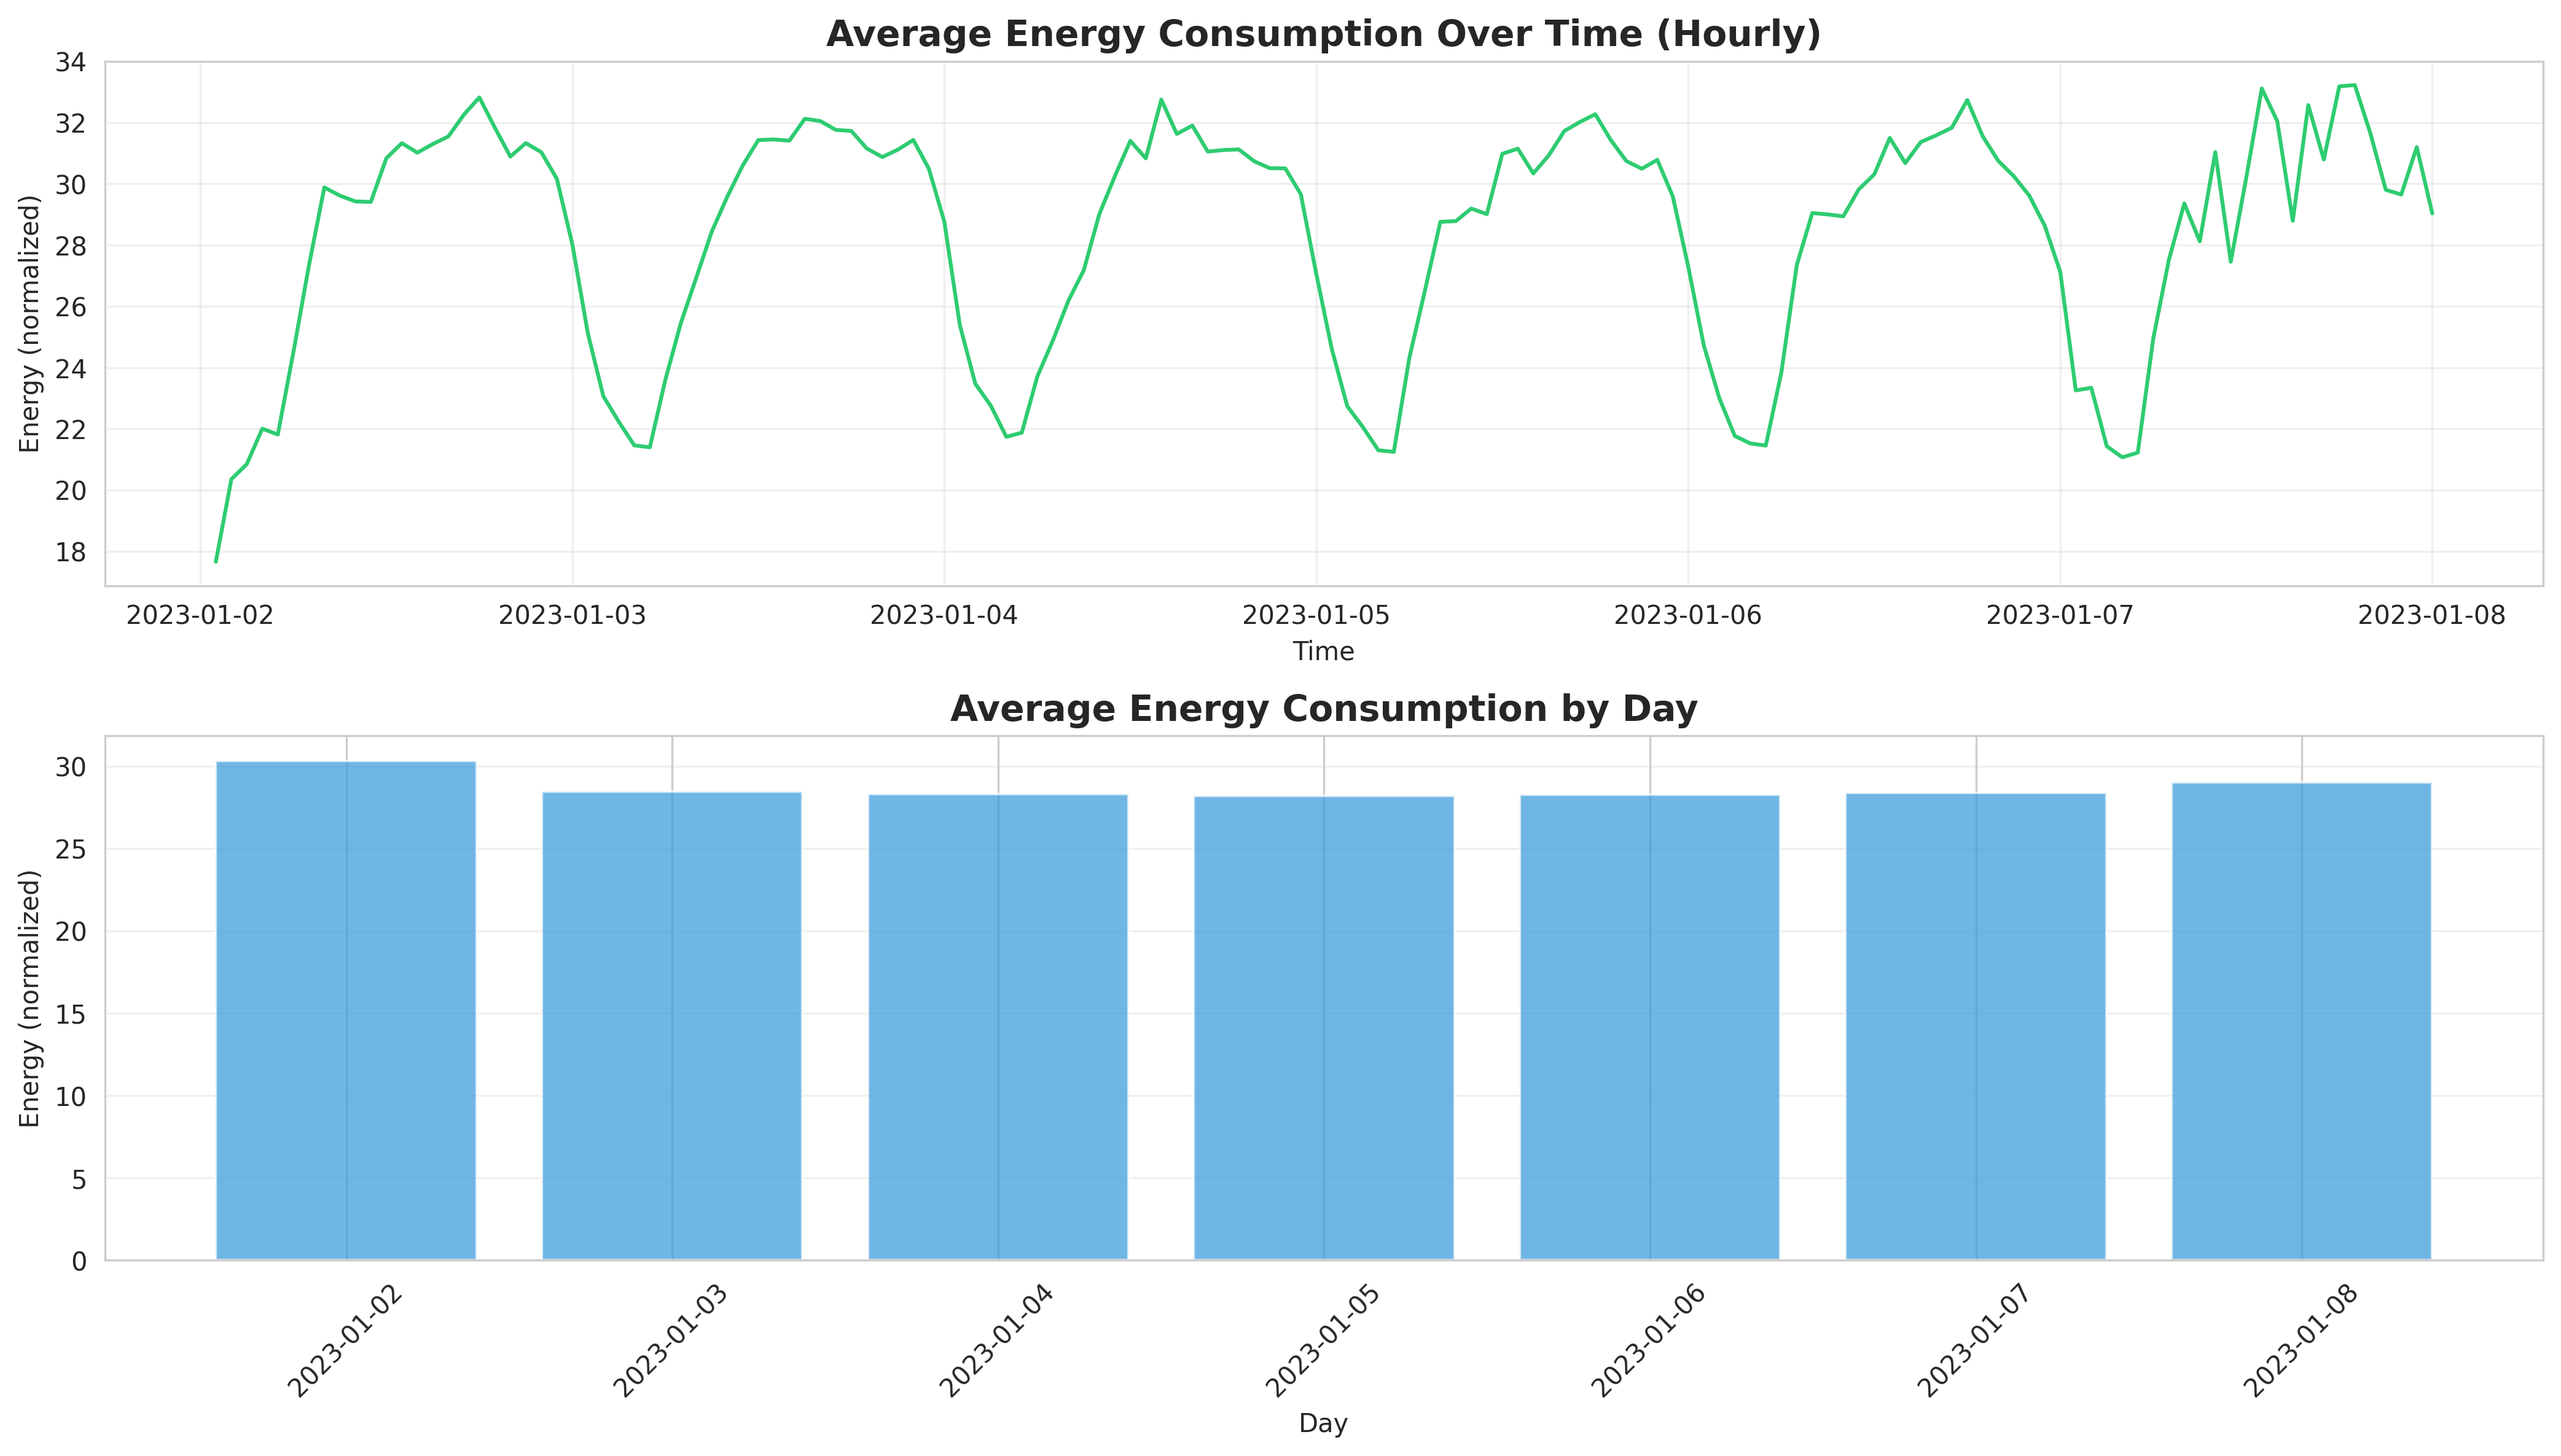 Average Energy Consumption Over Time (Hourly)
34
32
30
28
26
24
22
20
18
Energy (normalized)
2023-01-02 2023-01-03 2023-01-04 2023-01-05 2023-01-06 2023-01-07 2023-01-08
Time
Average Energy Consumption by Day
30
25
20
15
10
5
0
Energy (normalized)
2023-01-02 2023-01-03 2023-01-04 2023-01-05 2023-01-06 2023-01-07 2023-01-08
Day